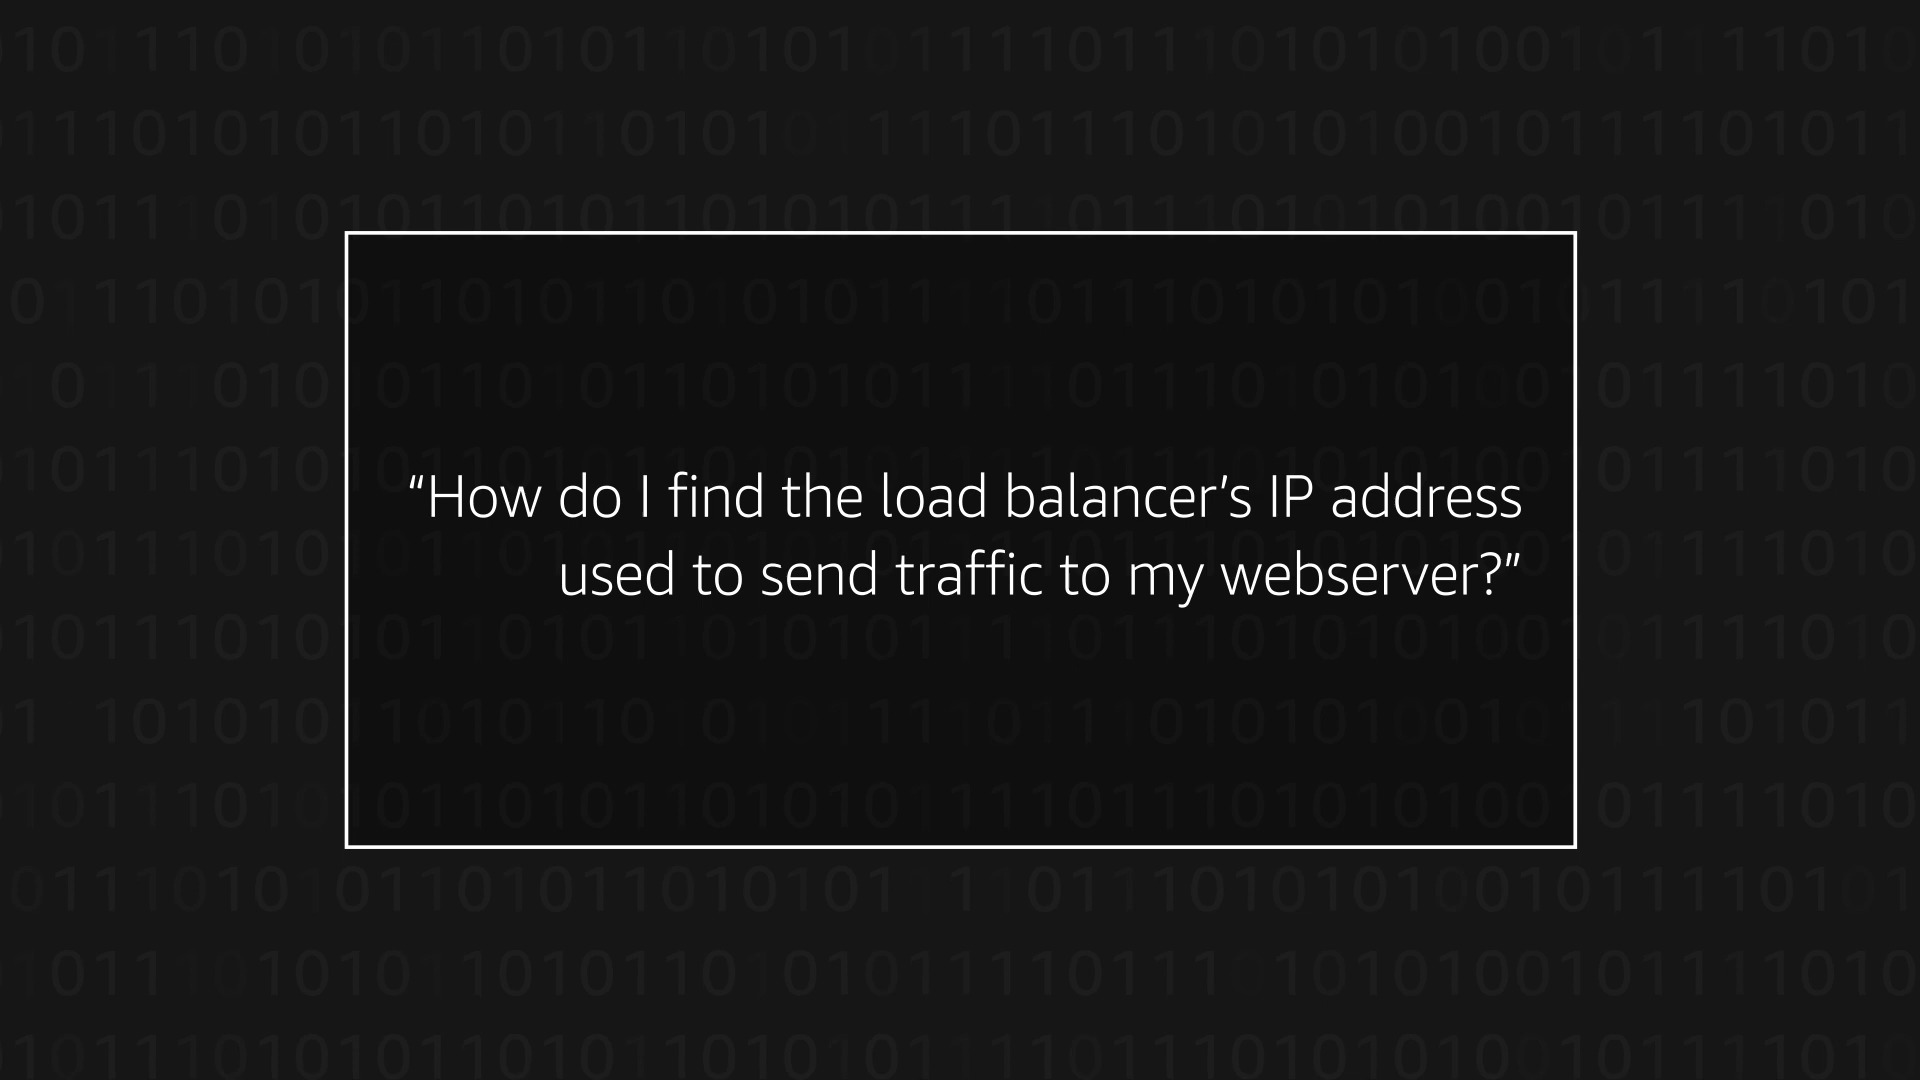 “How do I find the load balancer’s IP address
used to send traffic to my webserver?”